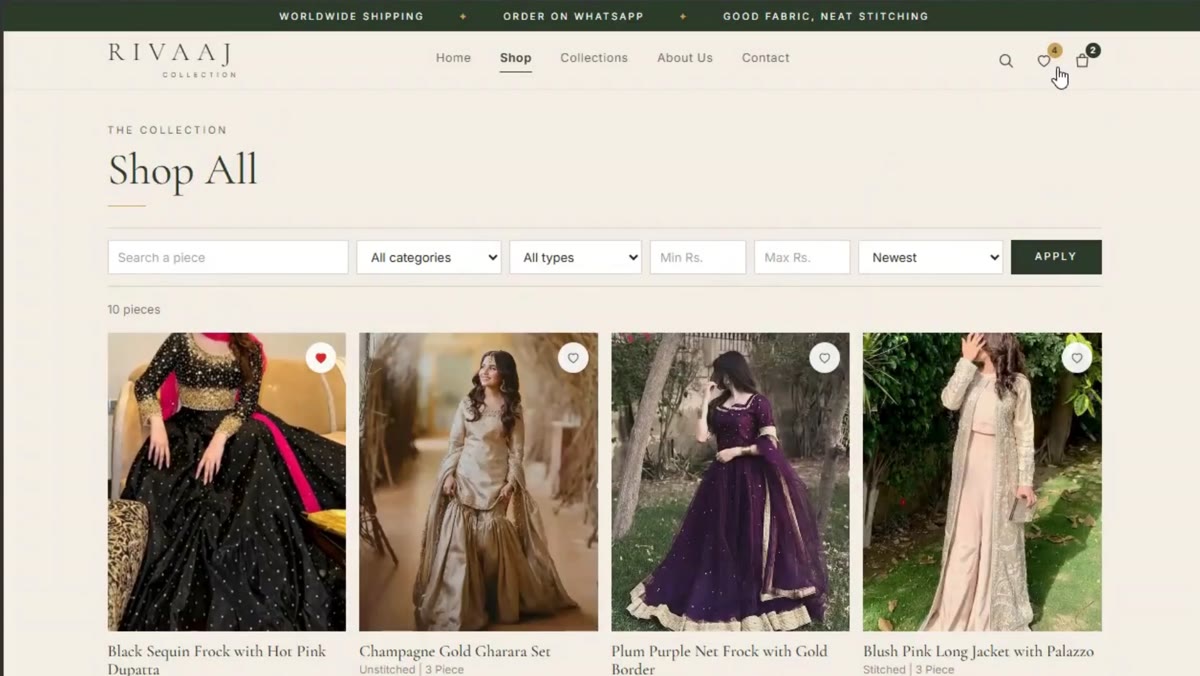 WORLDWIDE SHIPPING ✦ ORDER ON WHATSAPP ✦ GOOD FABRIC, NEAT STITCHING
RIVAAJ
COLLECTION
Home Shop Collections About Us Contact
4 2
THE COLLECTION
Shop All
Search a piece All categories All types Min Rs. Max Rs. Newest APPLY
10 pieces
Black Sequin Frock with Hot Pink Dupatta
Champagne Gold Gharara Set
Unstitched | 3 Piece
Plum Purple Net Frock with Gold Border
Blush Pink Long Jacket with Palazzo
Stitched | 3 Piece